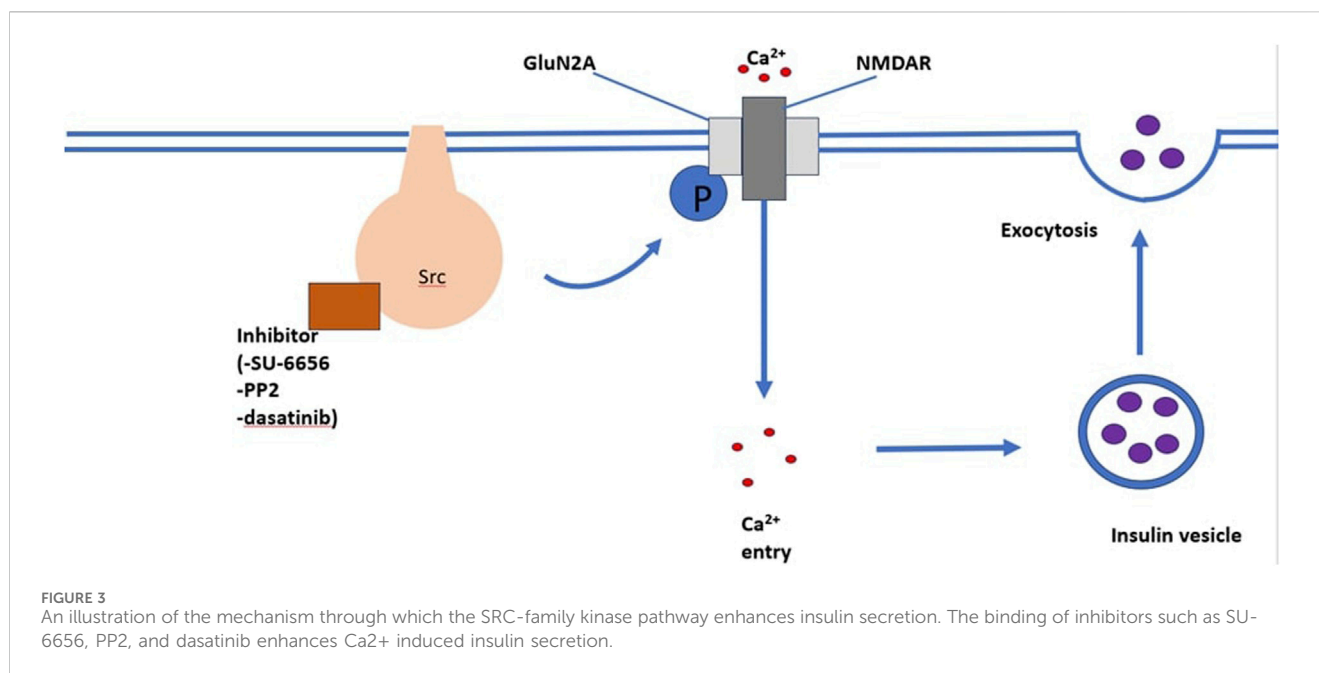 GluN2A
Ca²⁺
NMDAR
P
Exocytosis
Src
Inhibitor
(-SU-6656
-PP2
-dasatinib)
Ca²⁺
entry
Insulin vesicle
FIGURE 3
An illustration of the mechanism through which the SRC-family kinase pathway enhances insulin secretion. The binding of inhibitors such as SU-
6656, PP2, and dasatinib enhances Ca2+ induced insulin secretion.